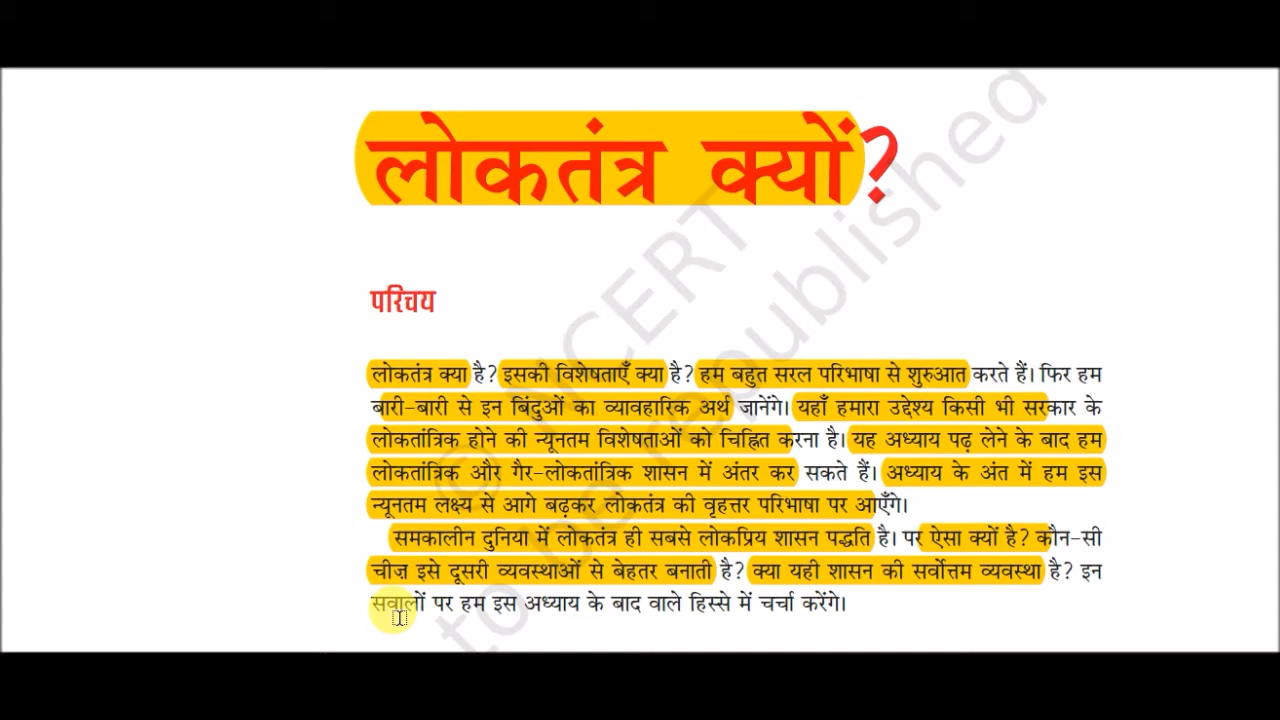 लोकतंत्र क्यों?
परिचय
लोकतंत्र क्या है? इसकी विशेषताएँ क्या है? हम बहुत सरल परिभाषा से शुरुआत करते हैं। फिर हम
बारी-बारी से इन बिंदुओं का व्यावहारिक अर्थ जानेंगे। यहाँ हमारा उद्देश्य किसी भी सरकार के
लोकतांत्रिक होने की न्यूनतम विशेषताओं को चिह्नित करना है। यह अध्याय पढ़ लेने के बाद हम
लोकतांत्रिक और गैर-लोकतांत्रिक शासन में अंतर कर सकते हैं। अध्याय के अंत में हम इस
न्यूनतम लक्ष्य से आगे बढ़कर लोकतंत्र की वृहत्तर परिभाषा पर आएँगे।
समकालीन दुनिया में लोकतंत्र ही सबसे लोकप्रिय शासन पद्धति है। पर ऐसा क्यों है? कौन-सी
चीज़ इसे दूसरी व्यवस्थाओं से बेहतर बनाती है? क्या यही शासन की सर्वोत्तम व्यवस्था है? इन
सवालों पर हम इस अध्याय के बाद वाले हिस्से में चर्चा करेंगे।
© NCERT
to be republished